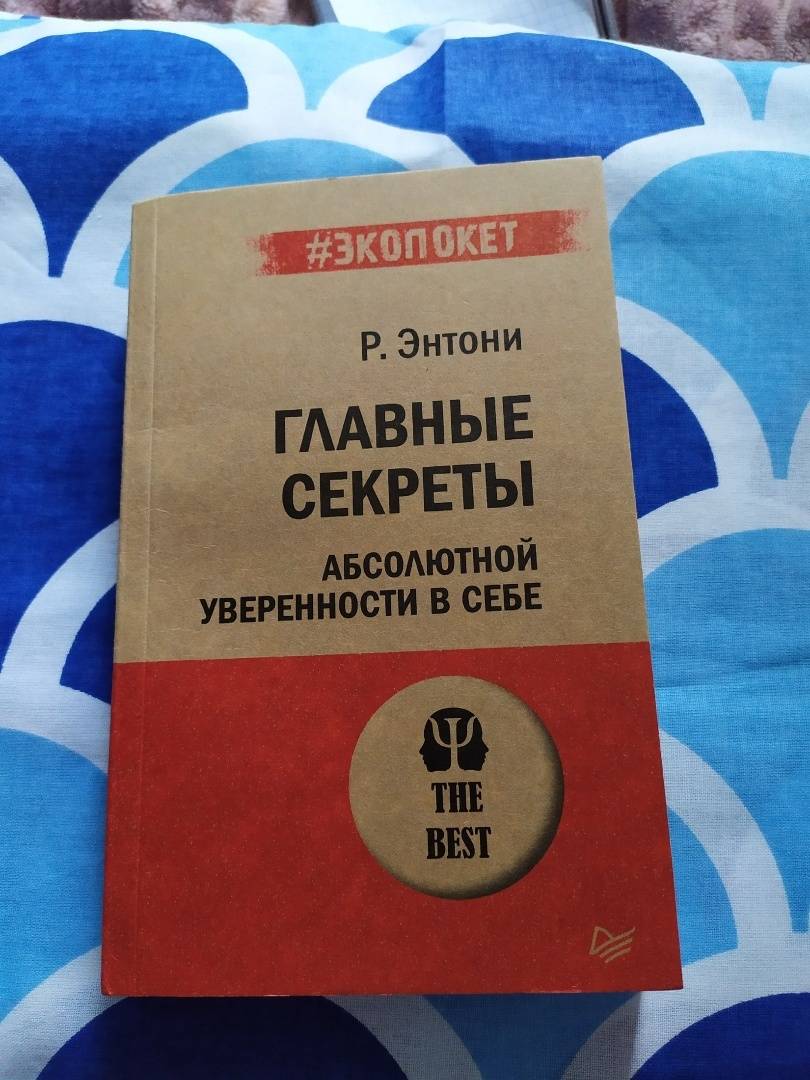 #ЭКОПОКЕТ
Р. Энтони
ГЛАВНЫЕ
СЕКРЕТЫ
АБСОЛЮТНОЙ
УВЕРЕННОСТИ В СЕБЕ
Ψ
THE
BEST